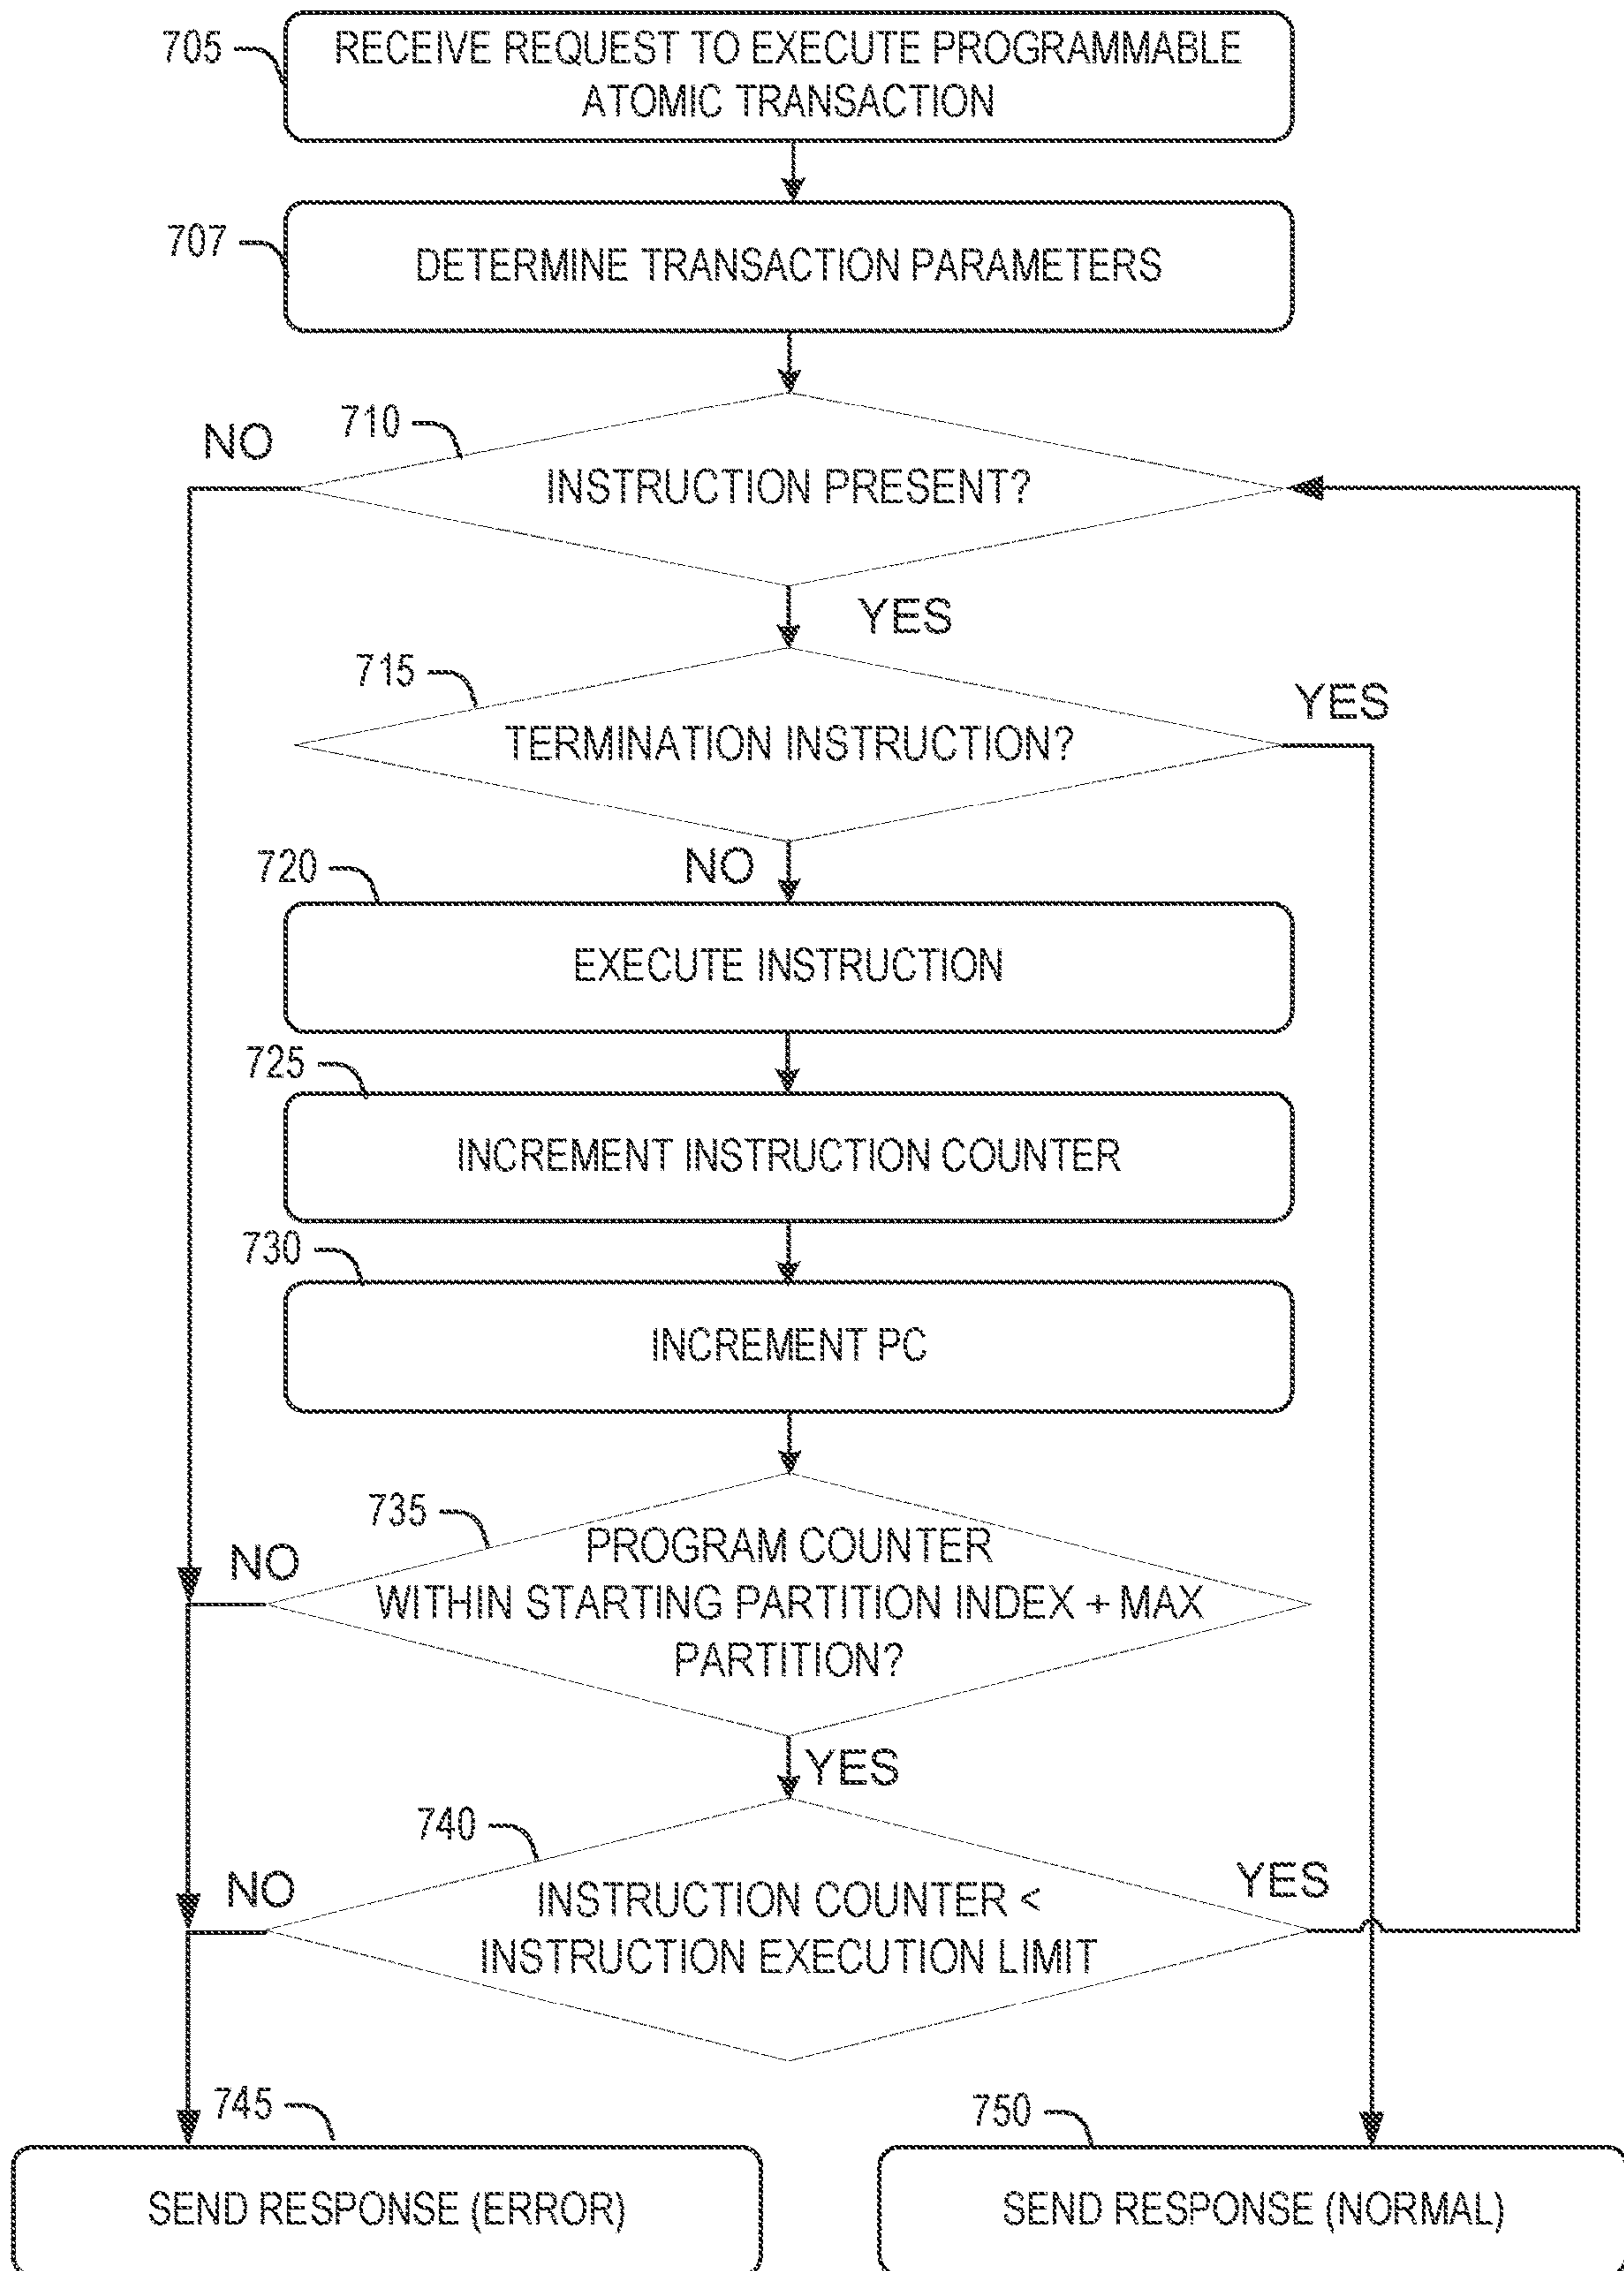 705
RECEIVE REQUEST TO EXECUTE PROGRAMMABLE
ATOMIC TRANSACTION
707
DETERMINE TRANSACTION PARAMETERS
710
NO
INSTRUCTION PRESENT?
YES
715
YES
TERMINATION INSTRUCTION?
NO
720
EXECUTE INSTRUCTION
725
INCREMENT INSTRUCTION COUNTER
730
INCREMENT PC
735
NO
PROGRAM COUNTER
WITHIN STARTING PARTITION INDEX + MAX
PARTITION?
YES
740
NO
YES
INSTRUCTION COUNTER <
INSTRUCTION EXECUTION LIMIT
745
SEND RESPONSE (ERROR)
750
SEND RESPONSE (NORMAL)